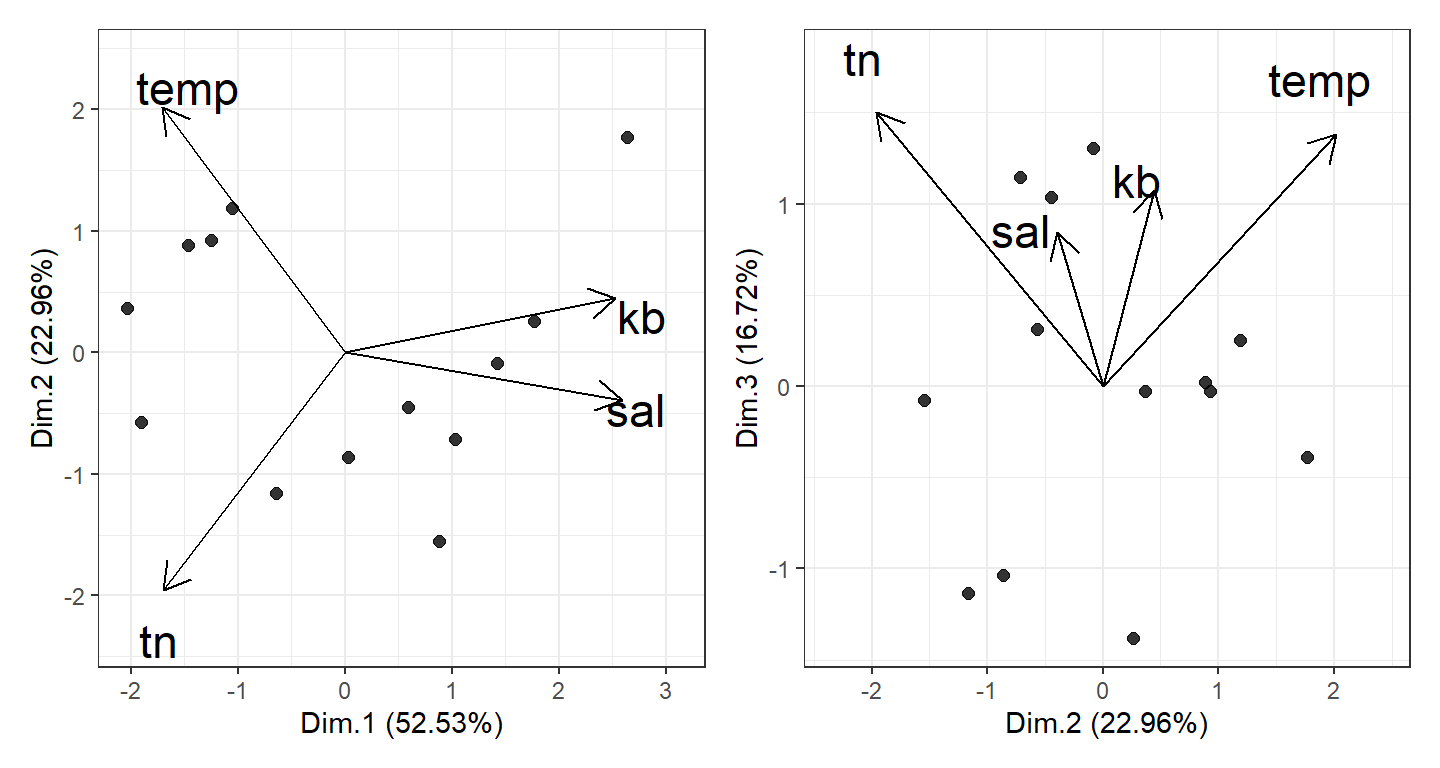 temp
kb
sal
tn
2
1
0
-1
-2
-2
-1
0
1
2
3
Dim.2 (22.96%)
Dim.1 (52.53%)
tn
temp
kb
sal
1
0
-1
-2
-1
0
1
2
Dim.3 (16.72%)
Dim.2 (22.96%)